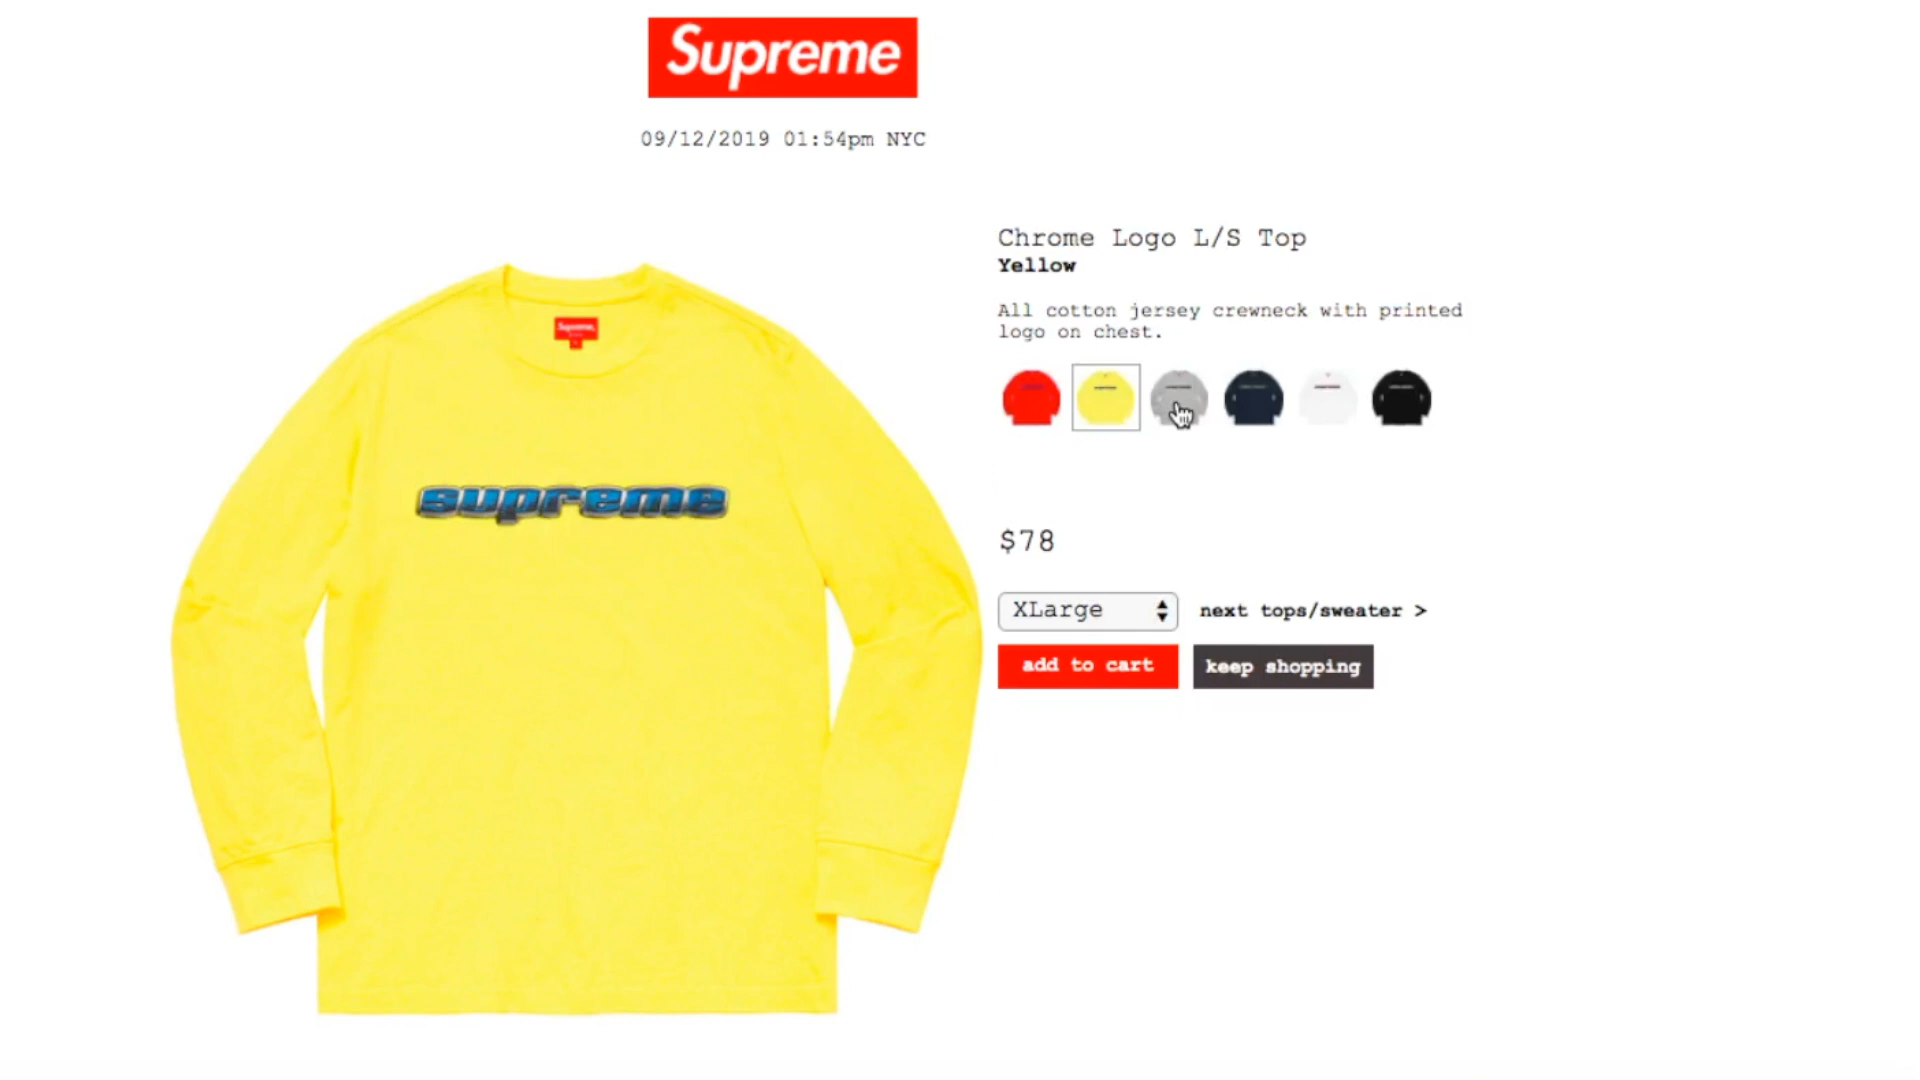 Supreme
09/12/2019 01:54pm NYC
Chrome Logo L/S Top
Yellow
All cotton jersey crewneck with printed
logo on chest.
Supreme
supreme
$78
XLarge
next tops/sweater >
add to cart
keep shopping